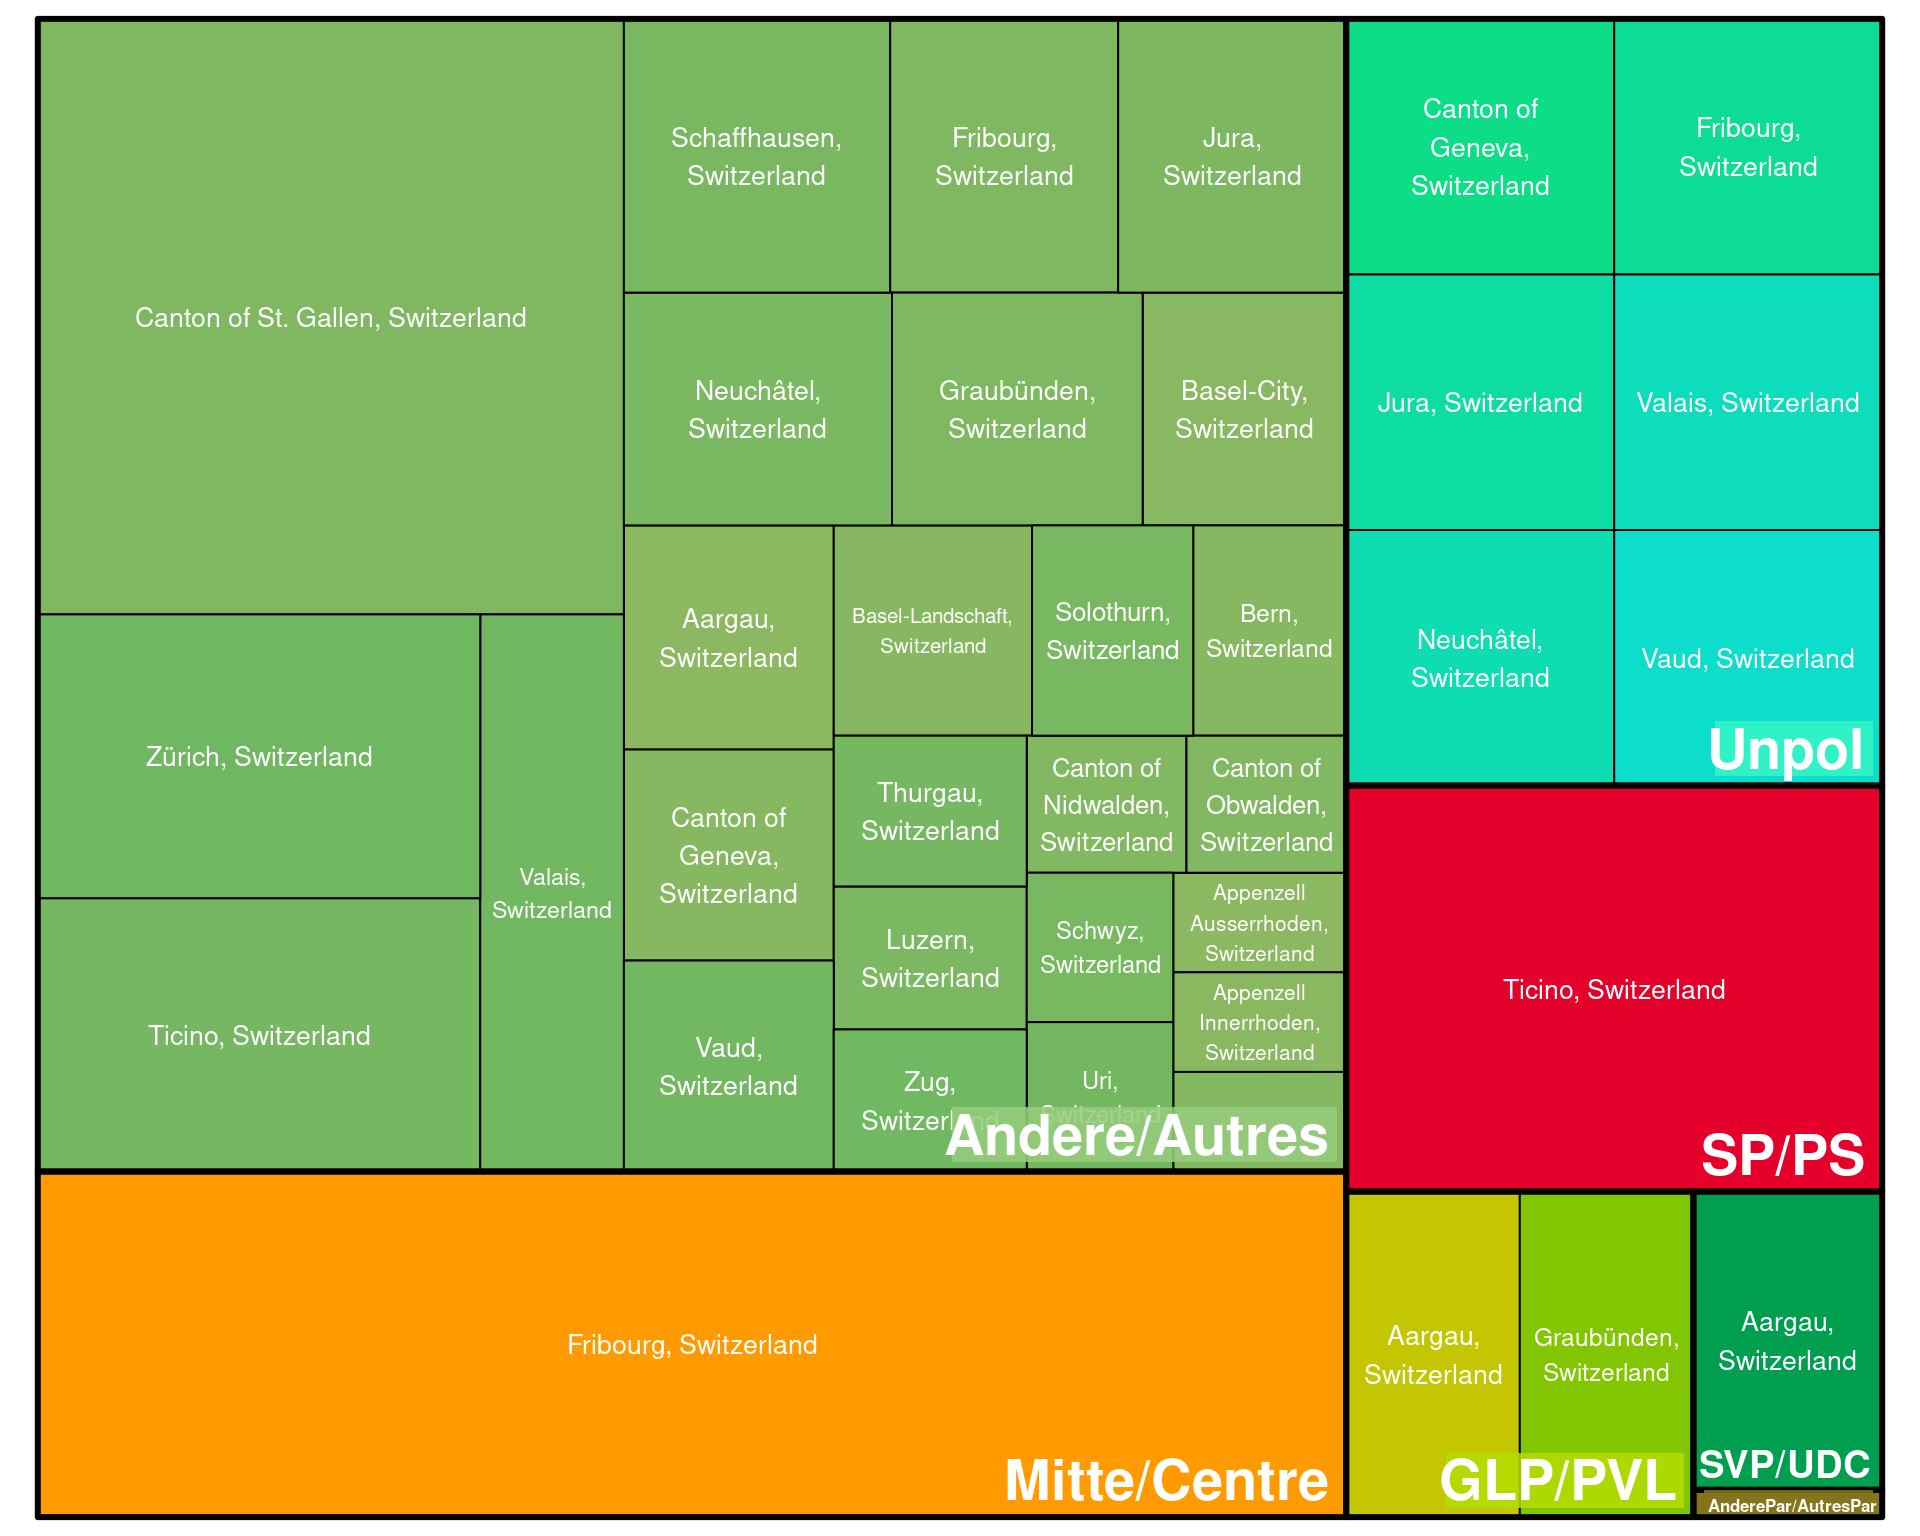 Canton of St. Gallen, Switzerland
Schaffhausen,
Switzerland
Fribourg,
Switzerland
Jura,
Switzerland
Neuchâtel,
Switzerland
Graubünden,
Switzerland
Basel-City,
Switzerland
Zürich, Switzerland
Ticino, Switzerland
Valais,
Switzerland
Aargau,
Switzerland
Basel-Landschaft,
Switzerland
Solothurn,
Switzerland
Bern,
Switzerland
Canton of
Geneva,
Switzerland
Vaud,
Switzerland
Thurgau,
Switzerland
Luzern,
Switzerland
Zug,
Switzerland
Canton of
Nidwalden,
Switzerland
Canton of
Obwalden,
Switzerland
Schwyz,
Switzerland
Uri,
Switzerland
Appenzell
Ausserrhoden,
Switzerland
Appenzell
Innerrhoden,
Switzerland
Andere/Autres
Fribourg, Switzerland
Mitte/Centre
Canton of
Geneva,
Switzerland
Fribourg,
Switzerland
Jura, Switzerland
Valais, Switzerland
Neuchâtel,
Switzerland
Vaud, Switzerland
Unpol
Ticino, Switzerland
SP/PS
Aargau,
Switzerland
Graubünden,
Switzerland
GLP/PVL
Aargau,
Switzerland
SVP/UDC
AnderePar/AutresPar